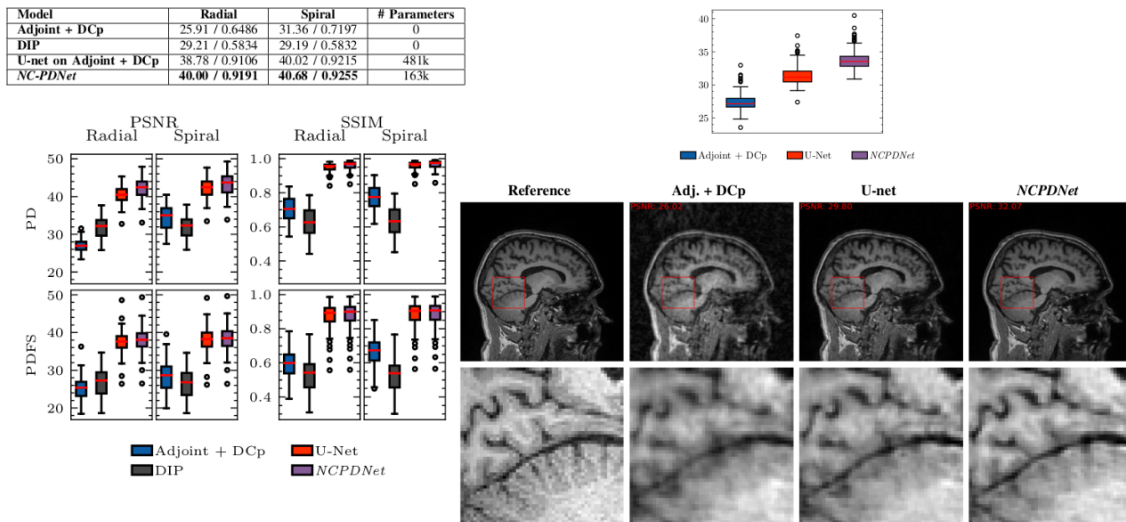 Model Radial Spiral # Parameters
Adjoint + DCp 25.91 / 0.6486 31.36 / 0.7197 0
DIP 29.21 / 0.5834 29.19 / 0.5832 0
U-net on Adjoint + DCp 38.78 / 0.9106 40.02 / 0.9215 481k
NC-PDNet 40.00 / 0.9191 40.68 / 0.9255 163k
PSNR SSIM
Radial Spiral Radial Spiral
PD
50
40
30
20
1.0
0.8
0.6
0.4
PDFS
50
40
30
20
1.0
0.8
0.6
0.4
Adjoint + DCp U-Net
DIP NCPDNet
40
35
30
25
Adjoint + DCp U-Net NCPDNet
Reference Adj. + DCp U-net NCPDNet
PSNR: 26.02 PSNR: 29.80 PSNR: 32.07